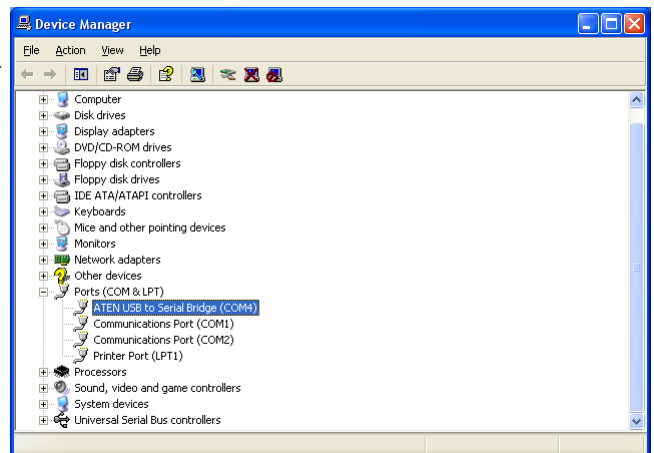 Device Manager
File Action View Help
Computer
Disk drives
Display adapters
DVD/CD-ROM drives
Floppy disk controllers
Floppy disk drives
IDE ATA/ATAPI controllers
Keyboards
Mice and other pointing devices
Monitors
Network adapters
Other devices
Ports (COM & LPT)
ATEN USB to Serial Bridge (COM4)
Communications Port (COM1)
Communications Port (COM2)
Printer Port (LPT1)
Processors
Sound, video and game controllers
System devices
Universal Serial Bus controllers